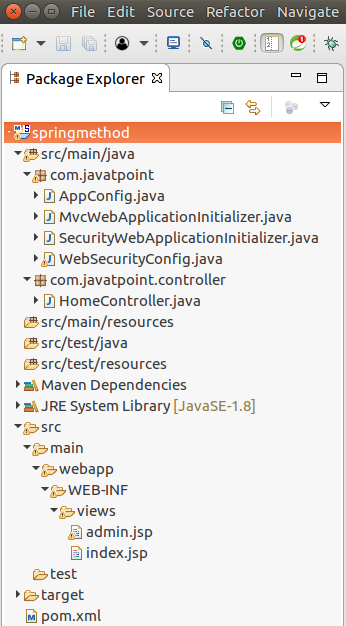 File Edit Source Refactor Navigate
Package Explorer
springmethod
src/main/java
com.javatpoint
AppConfig.java
MvcWebApplicationInitializer.java
SecurityWebApplicationInitializer.java
WebSecurityConfig.java
com.javatpoint.controller
HomeController.java
src/main/resources
src/test/java
src/test/resources
Maven Dependencies
JRE System Library [JavaSE-1.8]
src
main
webapp
WEB-INF
views
admin.jsp
index.jsp
test
target
pom.xml